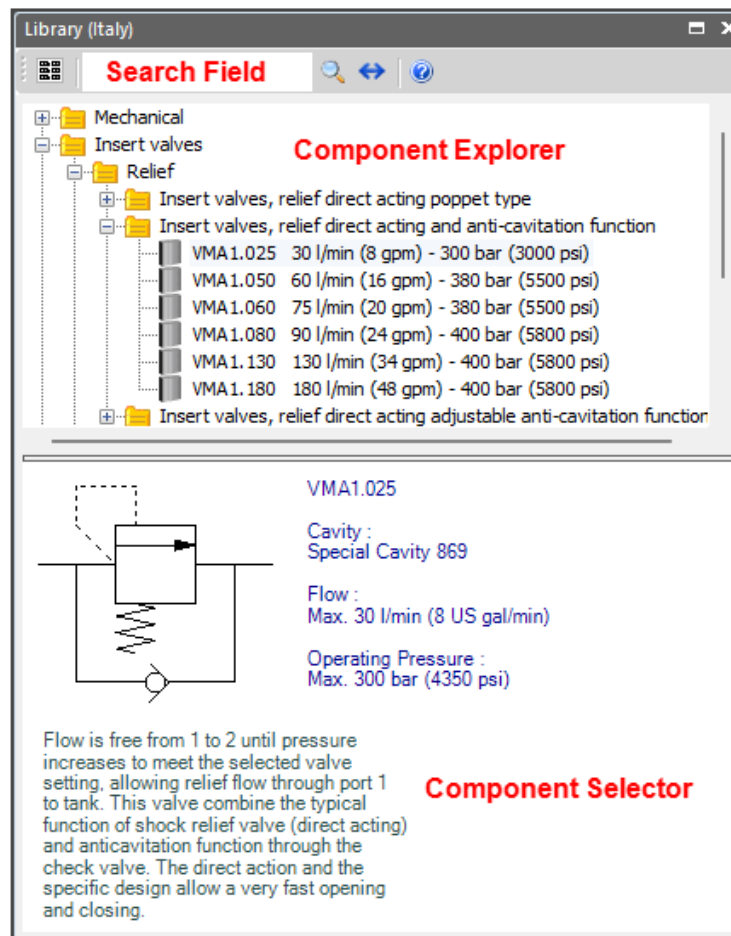 Library (Italy)
Search Field
Mechanical
Insert valves
Component Explorer
Relief
Insert valves, relief direct acting poppet type
Insert valves, relief direct acting and anti-cavitation function
VMA1.025 30 l/min (8 gpm) - 300 bar (3000 psi)
VMA1.050 60 l/min (16 gpm) - 380 bar (5500 psi)
VMA1.060 75 l/min (20 gpm) - 380 bar (5500 psi)
VMA1.080 90 l/min (24 gpm) - 400 bar (5800 psi)
VMA1.130 130 l/min (34 gpm) - 400 bar (5800 psi)
VMA1.180 180 l/min (48 gpm) - 400 bar (5800 psi)
Insert valves, relief direct acting adjustable anti-cavitation function
VMA1.025
Cavity :
Special Cavity 869
Flow :
Max. 30 l/min (8 US gal/min)
Operating Pressure :
Max. 300 bar (4350 psi)
Flow is free from 1 to 2 until pressure
increases to meet the selected valve
setting, allowing relief flow through port 1
to tank. This valve combine the typical
function of shock relief valve (direct acting)
and anticavitation function through the
check valve. The direct action and the
specific design allow a very fast opening
and closing.
Component Selector